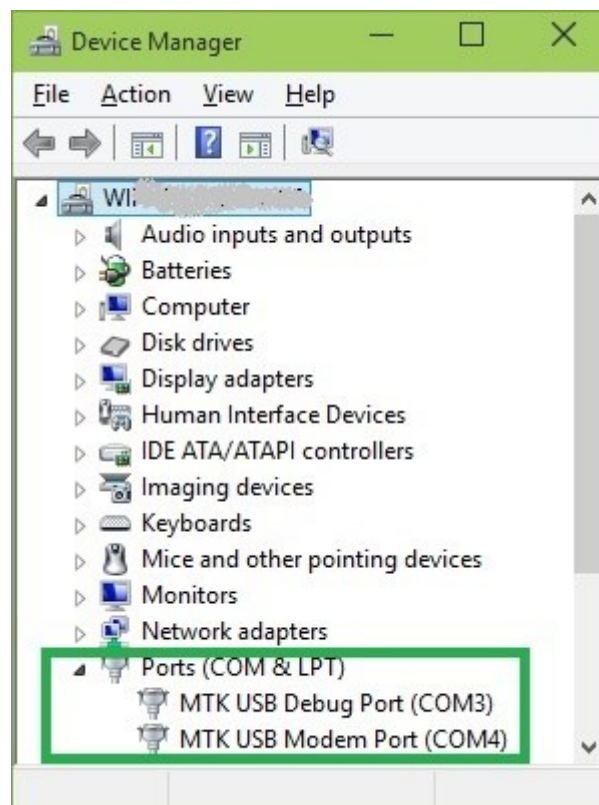 Device Manager
File Action View Help
Audio inputs and outputs
Batteries
Computer
Disk drives
Display adapters
Human Interface Devices
IDE ATA/ATAPI controllers
Imaging devices
Keyboards
Mice and other pointing devices
Monitors
Network adapters
Ports (COM & LPT)
MTK USB Debug Port (COM3)
MTK USB Modem Port (COM4)